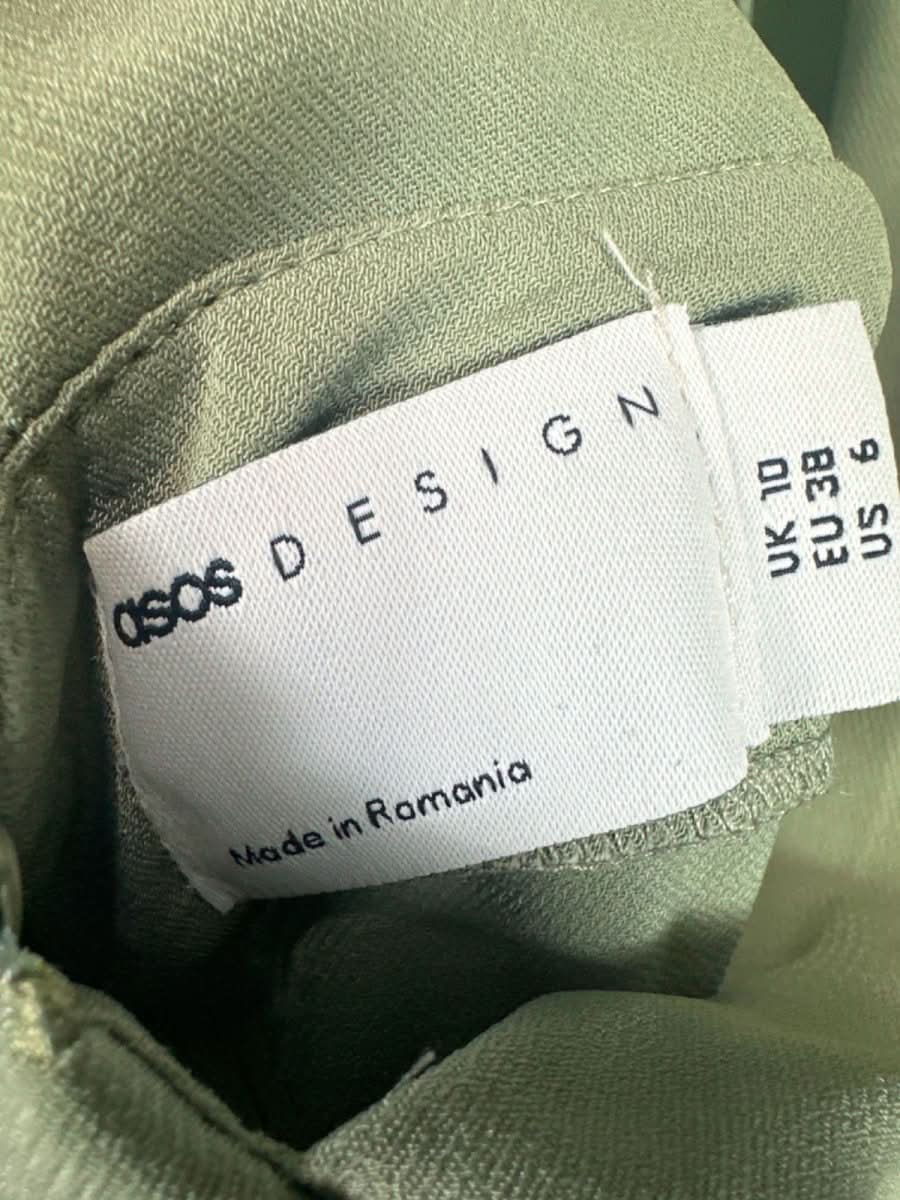 asos DESIGN
Made in Romania
UK 10
EU 38
US 6